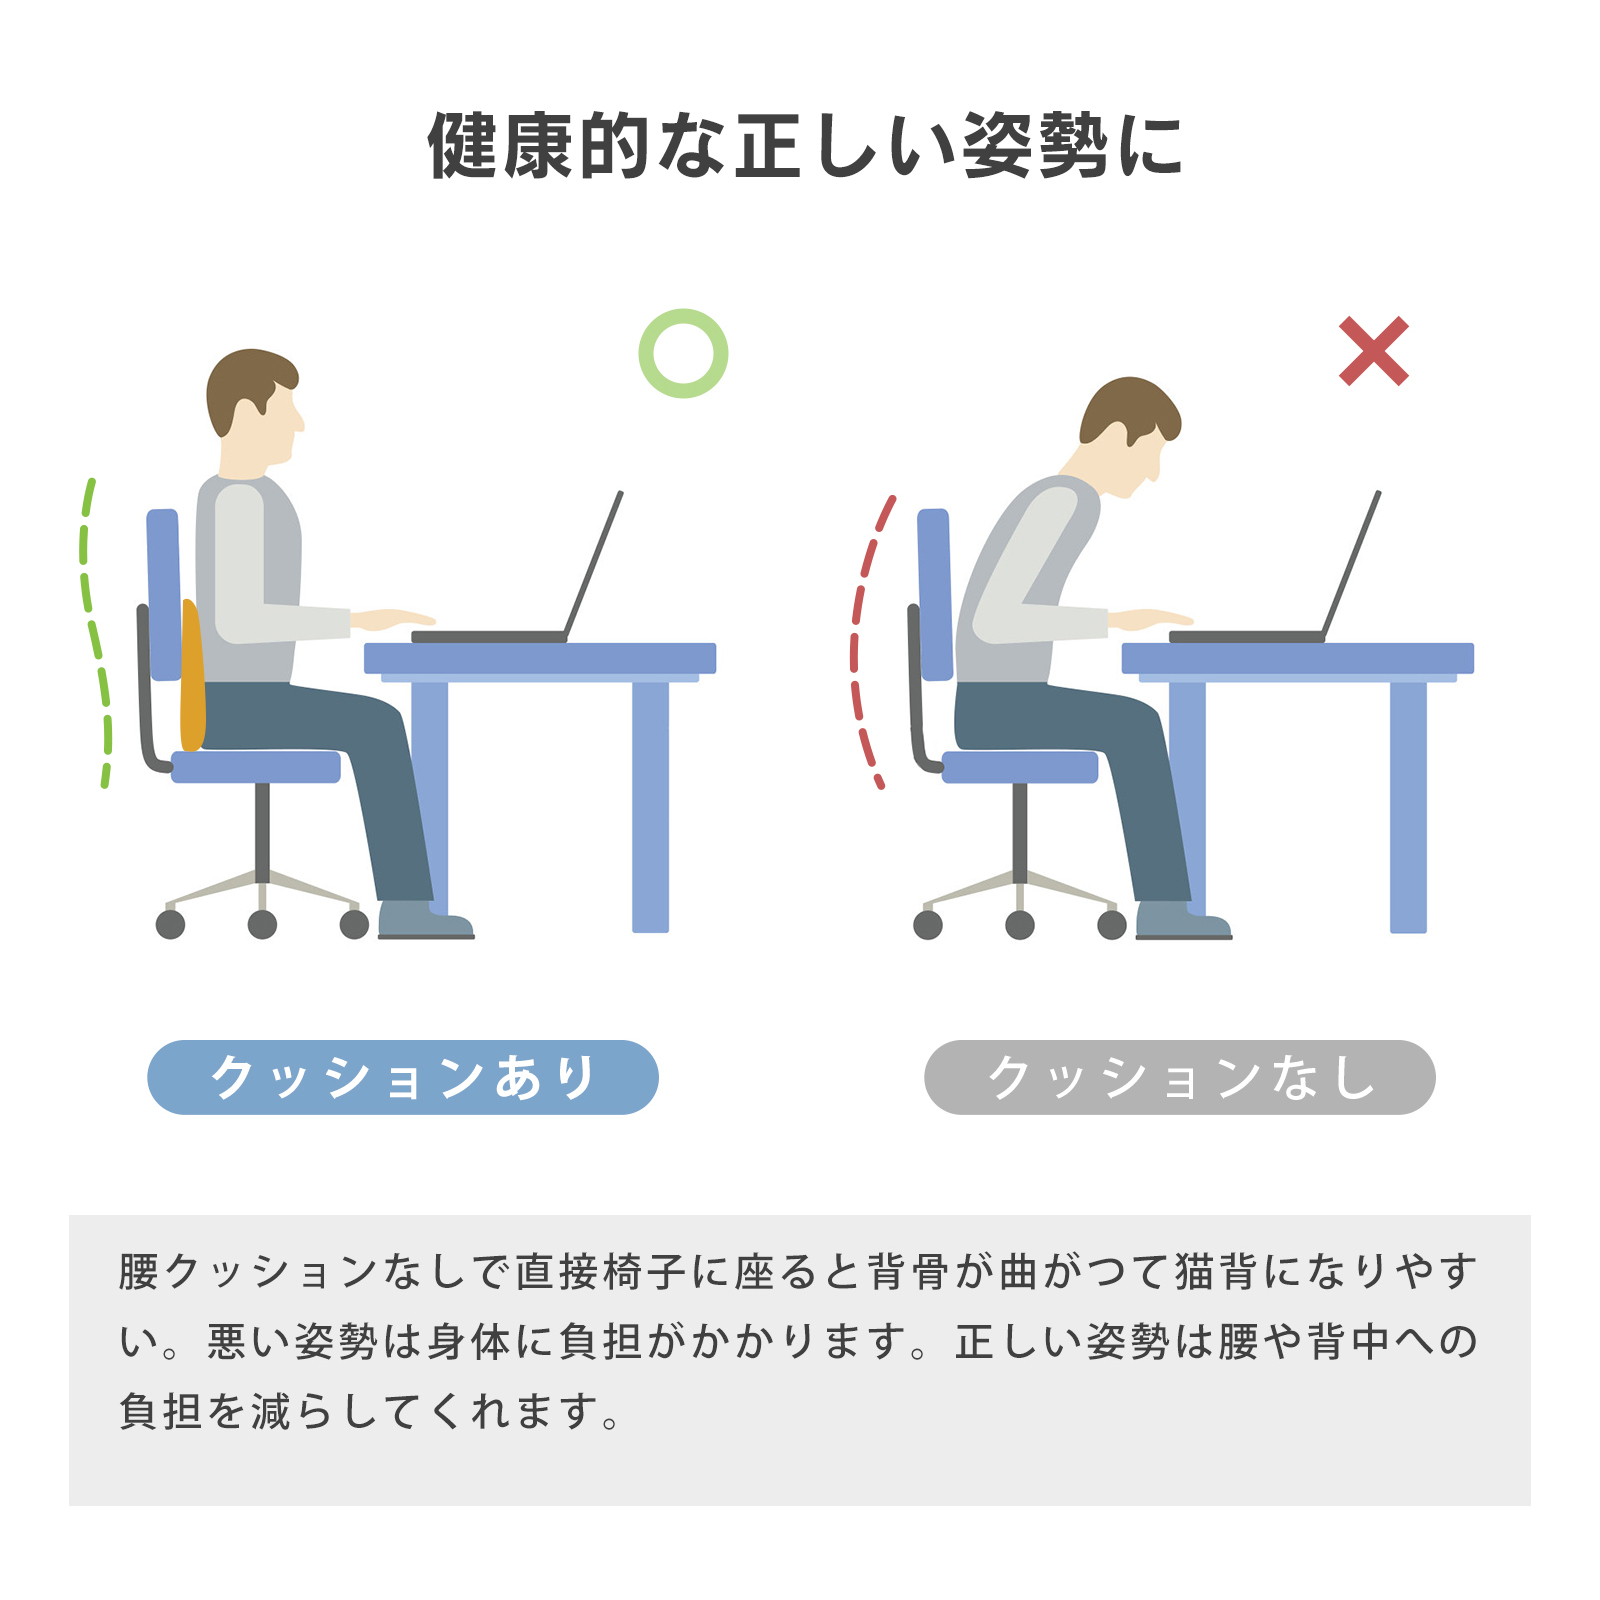 健康的な正しい姿勢に
クッションあり
クッションなし
腰クッションなしで直接椅子に座ると背骨が曲がつて猫背になりやす
い。悪い姿勢は身体に負担がかかります。正しい姿勢は腰や背中への
負担を減らしてくれます。